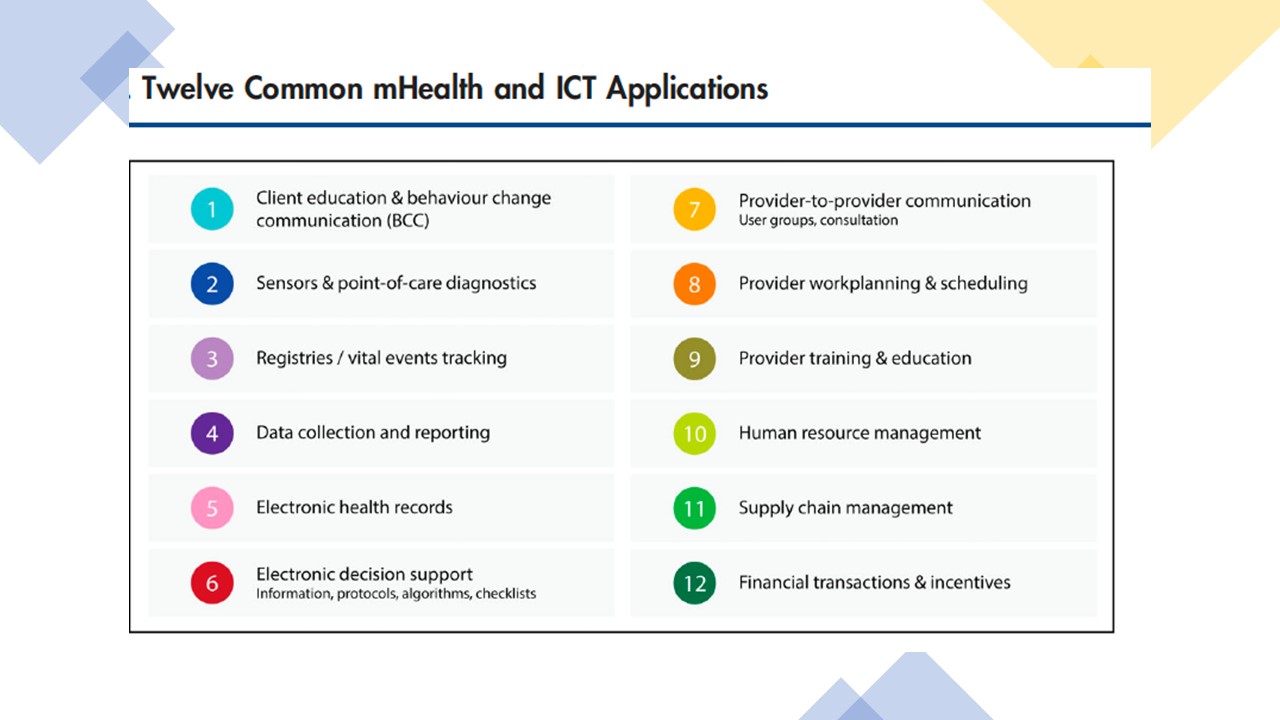 . Twelve Common mHealth and ICT Applications
1
Client education & behaviour change
communication (BCC)
2
Sensors & point-of-care diagnostics
3
Registries / vital events tracking
4
Data collection and reporting
5
Electronic health records
6
Electronic decision support
Information, protocols, algorithms, checklists
7
Provider-to-provider communication
User groups, consultation
8
Provider workplanning & scheduling
9
Provider training & education
10
Human resource management
11
Supply chain management
12
Financial transactions & incentives